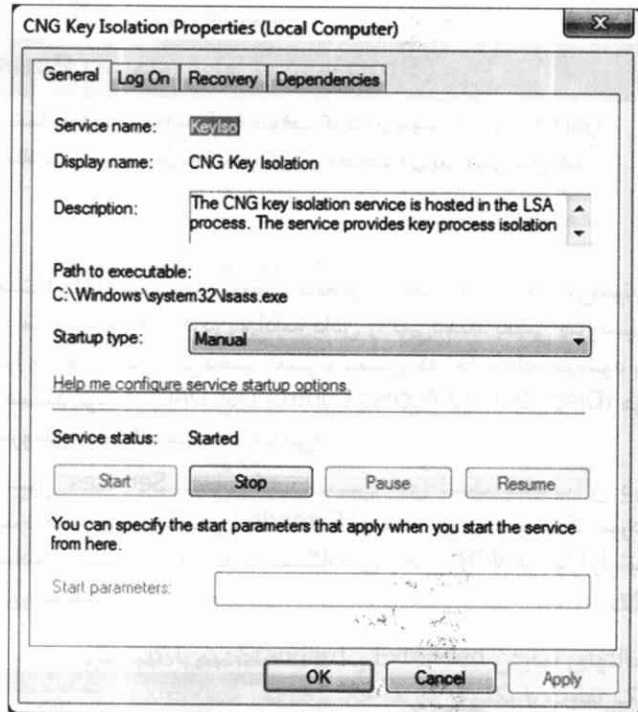 CNG Key Isolation Properties (Local Computer)
General Log On Recovery Dependencies
Service name: KeyIso
Display name: CNG Key Isolation
Description: The CNG key isolation service is hosted in the LSA
process. The service provides key process isolation
Path to executable:
C:\Windows\system32\lsass.exe
Startup type: Manual
Help me configure service startup options.
Service status: Started
Start Stop Pause Resume
You can specify the start parameters that apply when you start the service
from here.
Start parameters:
OK Cancel Apply